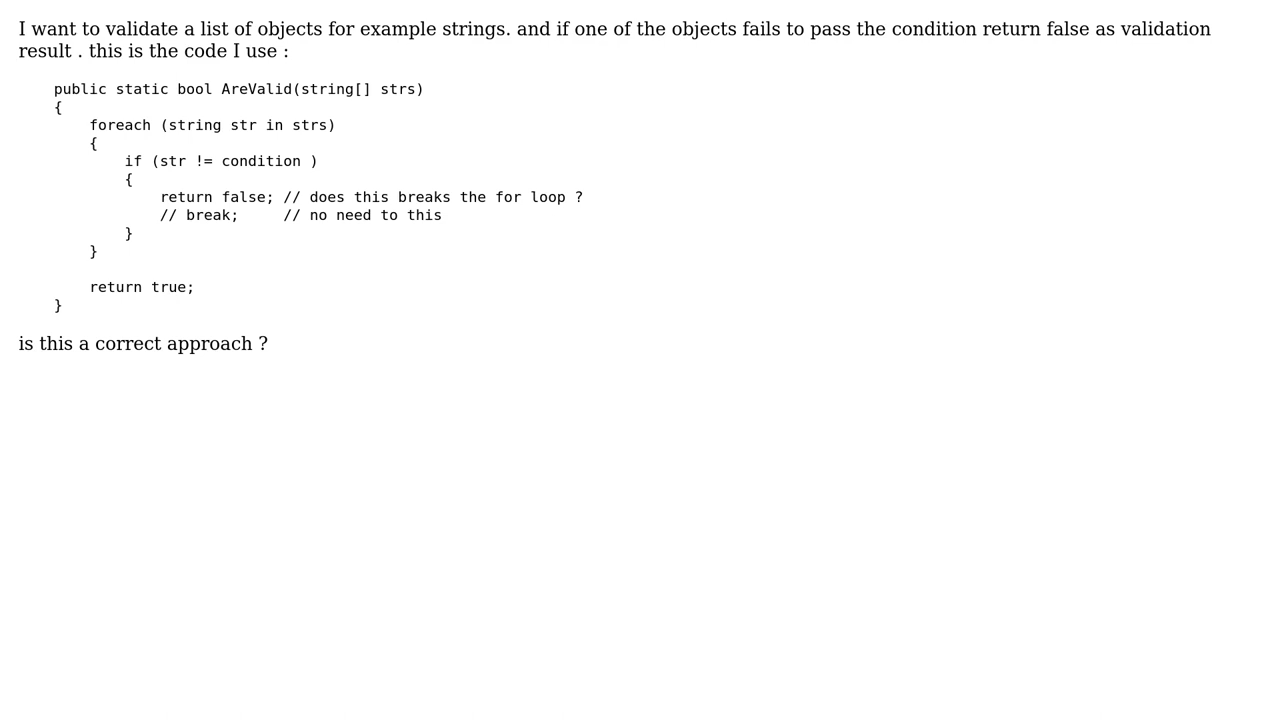 I want to validate a list of objects for example strings. and if one of the objects fails to pass the condition return false as validation
result . this is the code I use :
public static bool AreValid(string[] strs)
{
foreach (string str in strs)
{
if (str != condition )
{
return false; // does this breaks the for loop ?
// break;     // no need to this
}
}
return true;
}
is this a correct approach ?